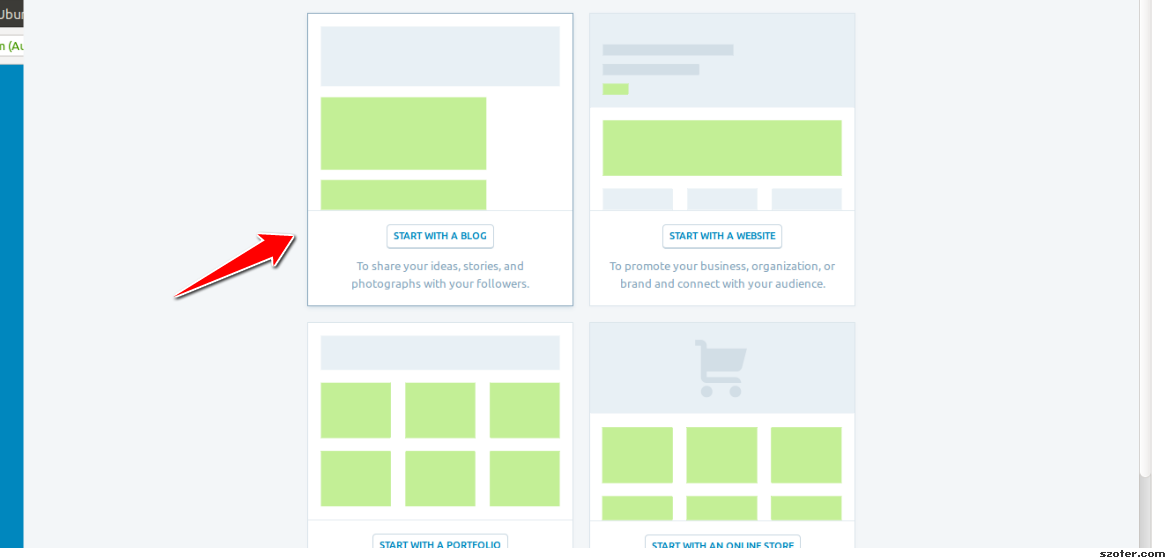 START WITH A BLOG
To share your ideas, stories, and
photographs with your followers.
START WITH A WEBSITE
To promote your business, organization, or
brand and connect with your audience.
START WITH A PORTFOLIO
START WITH AN ONLINE STORE
szoter.com